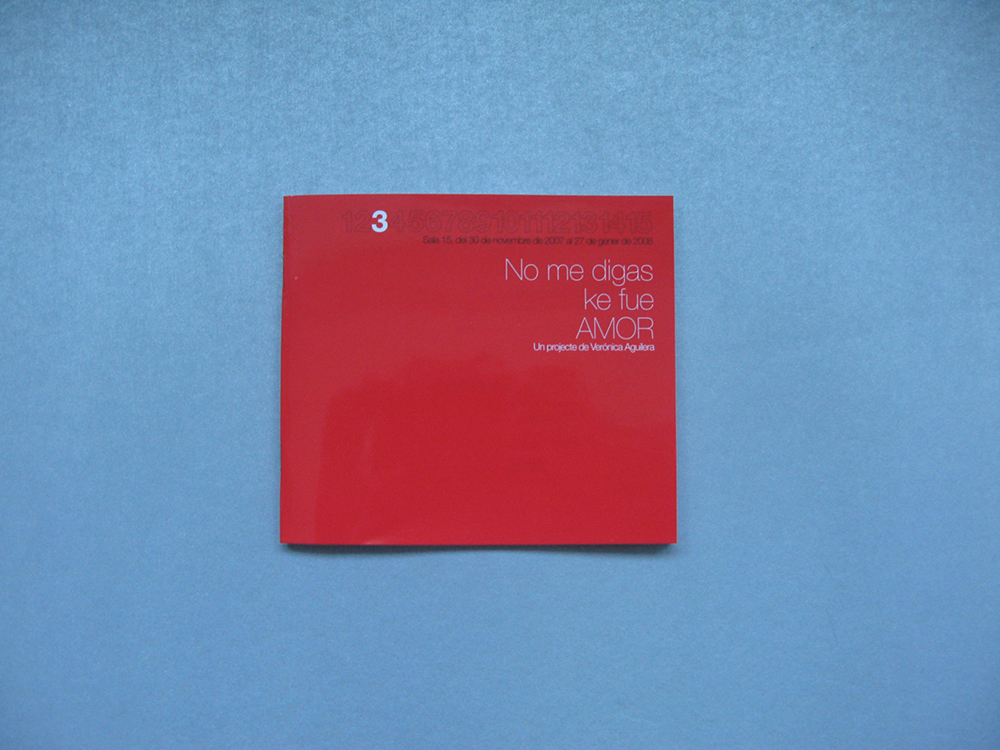 123456789101112131415
Sala 15, del 30 de novembre de 2007 al 27 de gener de 2008
No me digas
ke fue
AMOR
Un projecte de Verónica Aguilera